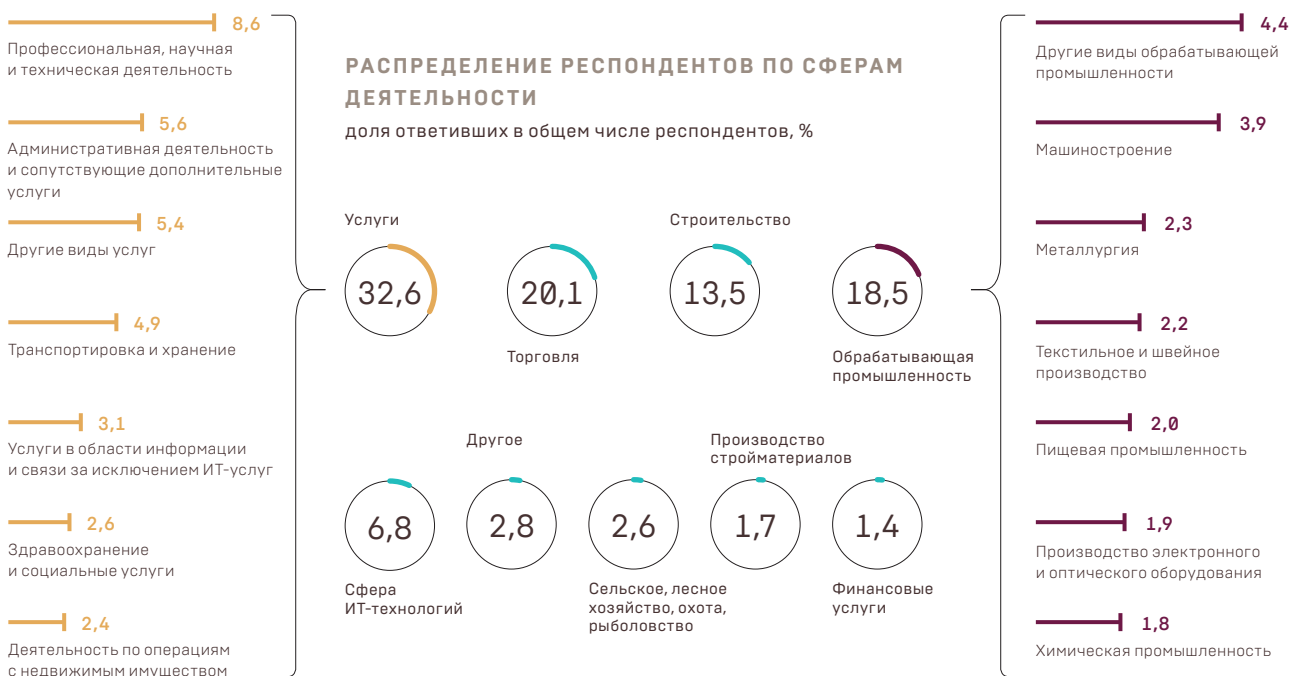 8,6
Профессиональная, научная
и техническая деятельность
5,6
Административная деятельность
и сопутствующие дополнительные
услуги
5,4
Другие виды услуг
4,9
Транспортировка и хранение
3,1
Услуги в области информации
и связи за исключением ИТ-услуг
2,6
Здравоохранение
и социальные услуги
2,4
Деятельность по операциям
с недвижимым имуществом
РАСПРЕДЕЛЕНИЕ РЕСПОНДЕНТОВ ПО СФЕРАМ
ДЕЯТЕЛЬНОСТИ
доля ответивших в общем числе респондентов, %
Услуги
32,6
20,1
Торговля
Строительство
13,5
18,5
Обрабатывающая
промышленность
6,8
Сфера
ИТ-технологий
Другое
2,8
2,6
Сельское, лесное
хозяйство, охота,
рыболовство
Производство
стройматериалов
1,7
1,4
Финансовые
услуги
4,4
Другие виды обрабатывающей
промышленности
3,9
Машиностроение
2,3
Металлургия
2,2
Текстильное и швейное
производство
2,0
Пищевая промышленность
1,9
Производство электронного
и оптического оборудования
1,8
Химическая промышленность